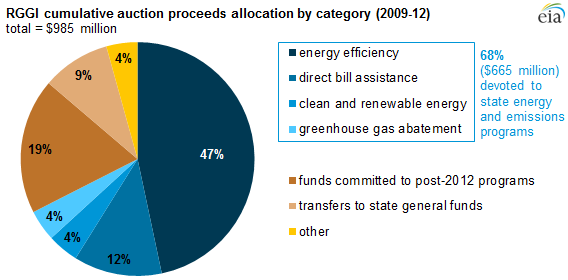 RGGI cumulative auction proceeds allocation by category (2009-12)
total = $985 million
eia
4%
9%
19%
4%
4%
12%
47%
energy efficiency
direct bill assistance
clean and renewable energy
greenhouse gas abatement
68%
($665 million)
devoted to
state energy
and emissions
programs
funds committed to post-2012 programs
transfers to state general funds
other